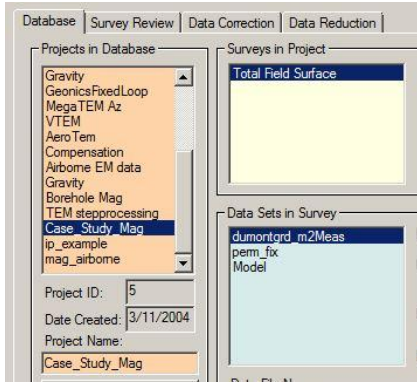 Database
Survey Review
Data Correction
Data Reduction
Projects in Database
Gravity
GeonicsFixedLoop
MegaTEM Az
VTEM
AeroTem
Compensation
Airborne EM data
Gravity
Borehole Mag
TEM stepprocessing
Case_Study_Mag
ip_example
mag_airborne
Project ID:
5
Date Created:
3/11/2004
Project Name:
Case_Study_Mag
Surveys in Project
Total Field Surface
Data Sets in Survey
dumontgrd_m2Meas
perm_fix
Model